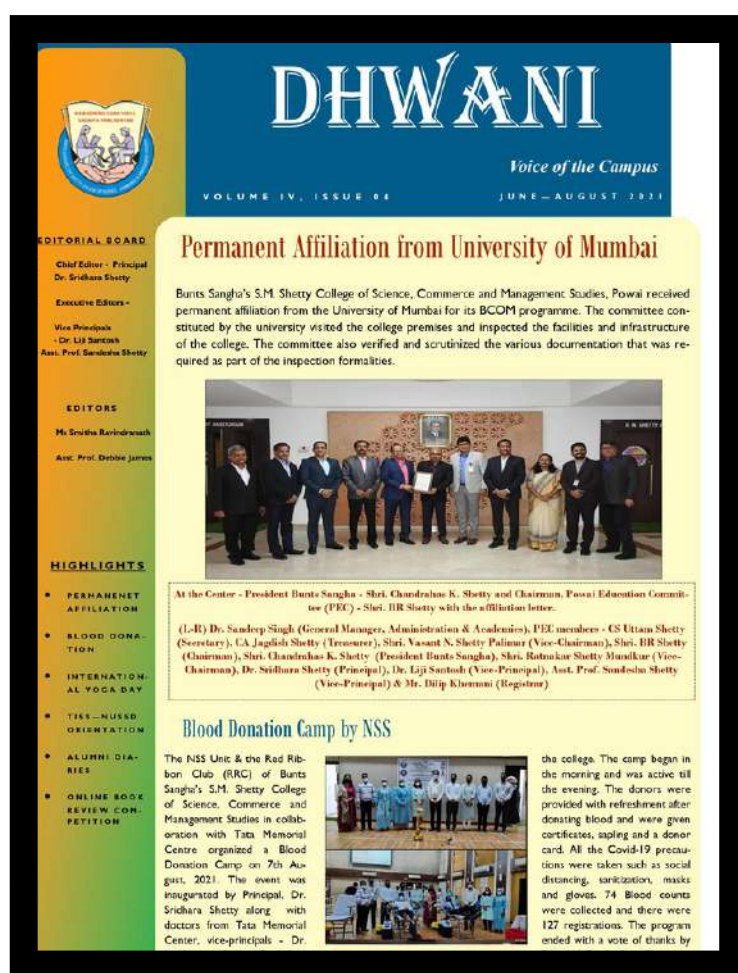 DHWANI
Voice of the Campus
VOLUME IV, ISSUE 04
JUNE—AUGUST 2021
EDITORIAL BOARD
Chief Editor - Principal
Dr. Sridhara Shetty
Executive Editors -
Vice Principals
- Dr. Liji Santosh
Asst. Prof. Sandesha Shetty
EDITORS
Ms Smitha Ravindranath
Asst. Prof. Debbie James
HIGHLIGHTS
• PERMANENET
AFFILIATION
• BLOOD DONA-
TION
• INTERNATION-
AL YOGA DAY
• TISS—NUSSD
ORIENTATION
• ALUMNI DIA-
RIES
• ONLINE BOOK
REVIEW COM-
PETITION
Permanent Affiliation from University of Mumbai
Bunts Sangha's S.M. Shetty College of Science, Commerce and Management Studies, Powai received
permanent affiliation from the University of Mumbai for its BCOM programme. The committee con-
stituted by the university visited the college premises and inspected the facilities and infrastructure
of the college. The committee also verified and scrutinized the various documentation that was re-
quired as part of the inspection formalities.
At the Center - President Bunts Sangha - Shri. Chandrahas K. Shetty and Chairman, Powai Education Commit-
tee (PEC) - Shri. BR Shetty with the affiliation letter.
(L-R) Dr. Sandeep Singh (General Manager, Administration & Academics), PEC members - CS Uttam Shetty
(Secretary), CA Jagdish Shetty (Treasurer), Shri. Vasant N. Shetty Palimar (Vice-Chairman), Shri. BR Shetty
(Chairman), Shri. Chandrahas K. Shetty (President Bunts Sangha), Shri. Ratnakar Shetty Mundkur (Vice-
Chairman), Dr. Sridhara Shetty (Principal), Dr. Liji Santosh (Vice-Principal), Asst. Prof. Sandesha Shetty
(Vice-Principal) & Mr. Dilip Khemani (Registrar)
Blood Donation Camp by NSS
The NSS Unit & the Red Rib-
bon Club (RRC) of Bunts
Sangha's S.M. Shetty College
of Science, Commerce and
Management Studies in collab-
oration with Tata Memorial
Centre organized a Blood
Donation Camp on 7th Au-
gust, 2021. The event was
inaugurated by Principal, Dr.
Sridhara Shetty along with
doctors from Tata Memorial
Center, vice-principals - Dr.
the college. The camp began in
the morning and was active till
the evening. The donors were
provided with refreshment after
donating blood and were given
certificates, sapling and a donor
card. All the Covid-19 precau-
tions were taken such as social
distancing, sanitization, masks
and gloves. 74 Blood counts
were collected and there were
127 registrations. The program
ended with a vote of thanks by